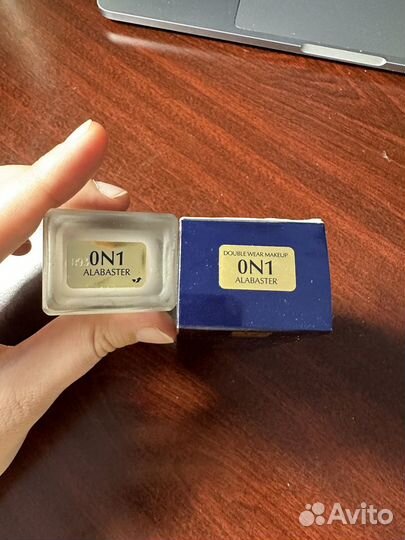 0N1
ALABASTER
DOUBLE WEAR MAKEUP
0N1
ALABASTER
Avito